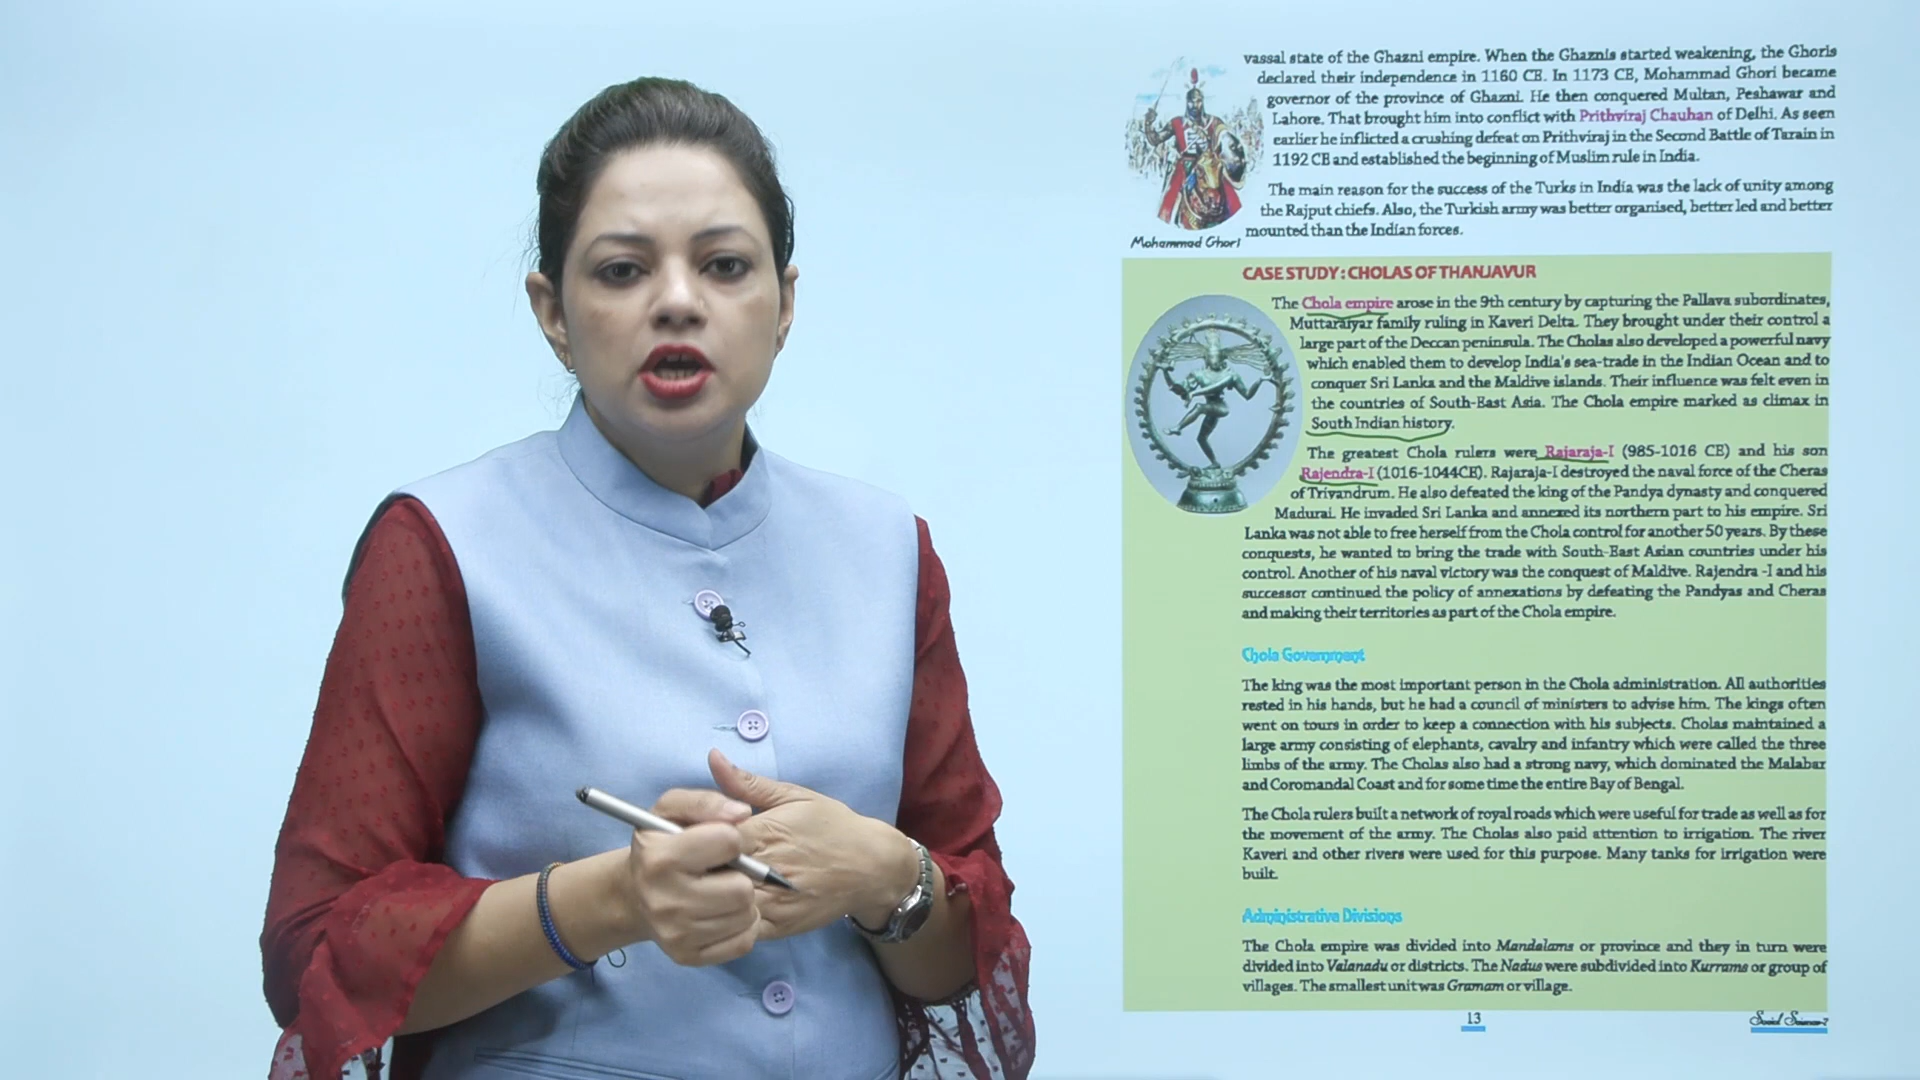 vassal state of the Ghazni empire. When the Ghaznis started weakening, the Ghoris
declared their independence in 1160 CE. In 1173 CE, Mohammad Ghori became
governor of the province of Ghazni. He then conquered Multan, Peshawar and
Lahore. That brought him into conflict with Prithviraj Chauhan of Delhi. As seen
earlier he inflicted a crushing defeat on Prithviraj in the Second Battle of Tarain in
1192 CE and established the beginning of Muslim rule in India.
The main reason for the success of the Turks in India was the lack of unity among
the Rajput chiefs. Also, the Turkish army was better organised, better led and better
mounted than the Indian forces.
Mohammad Ghori
CASE STUDY : CHOLAS OF THANJAVUR
The Chola empire arose in the 9th century by capturing the Pallava subordinates,
Muttaraiyar family ruling in Kaveri Delta. They brought under their control a
large part of the Deccan peninsula. The Cholas also developed a powerful navy
which enabled them to develop India's sea-trade in the Indian Ocean and to
conquer Sri Lanka and the Maldive islands. Their influence was felt even in
the countries of South-East Asia. The Chola empire marked as climax in
South Indian history.
The greatest Chola rulers were Rajaraja-I (985-1016 CE) and his son
Rajendra-I (1016-1044CE). Rajaraja-I destroyed the naval force of the Cheras
of Trivandrum. He also defeated the king of the Pandya dynasty and conquered
Madurai. He invaded Sri Lanka and annexed its northern part to his empire. Sri
Lanka was not able to free herself from the Chola control for another 50 years. By these
conquests, he wanted to bring the trade with South-East Asian countries under his
control. Another of his naval victory was the conquest of Maldive. Rajendra -I and his
successor continued the policy of annexations by defeating the Pandyas and Cheras
and making their territories as part of the Chola empire.
Chola Government
The king was the most important person in the Chola administration. All authorities
rested in his hands, but he had a council of ministers to advise him. The kings often
went on tours in order to keep a connection with his subjects. Cholas maintained a
large army consisting of elephants, cavalry and infantry which were called the three
limbs of the army. The Cholas also had a strong navy, which dominated the Malabar
and Coromandal Coast and for some time the entire Bay of Bengal.
The Chola rulers built a network of royal roads which were useful for trade as well as for
the movement of the army. The Cholas also paid attention to irrigation. The river
Kaveri and other rivers were used for this purpose. Many tanks for irrigation were
built.
Administrative Divisions
The Chola empire was divided into Mandalams or province and they in turn were
divided into Valanadu or districts. The Nadus were subdivided into Kurrams or group of
villages. The smallest unit was Gramam or village.
13
Social Science-7